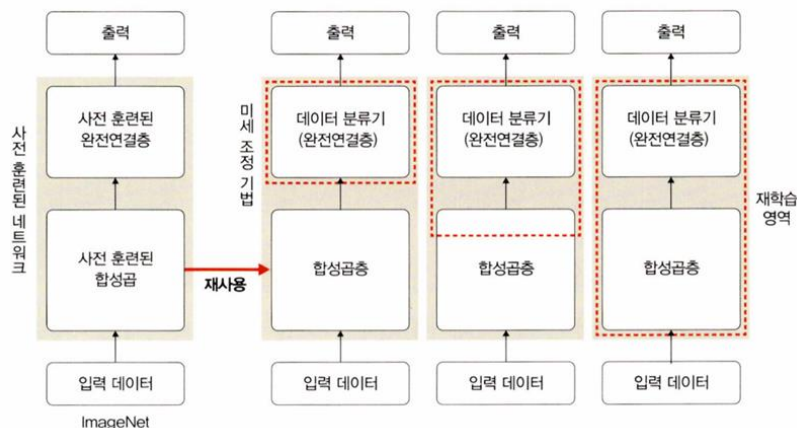 출력
출력
출력
출력
사전 훈련된 네트워크
사전 훈련된
완전연결층
미세 조정 기법
데이터 분류기
(완전연결층)
데이터 분류기
(완전연결층)
데이터 분류기
(완전연결층)
재학습
영역
사전 훈련된
합성곱
재사용
합성곱층
합성곱층
합성곱층
입력 데이터
입력 데이터
입력 데이터
입력 데이터
ImageNet